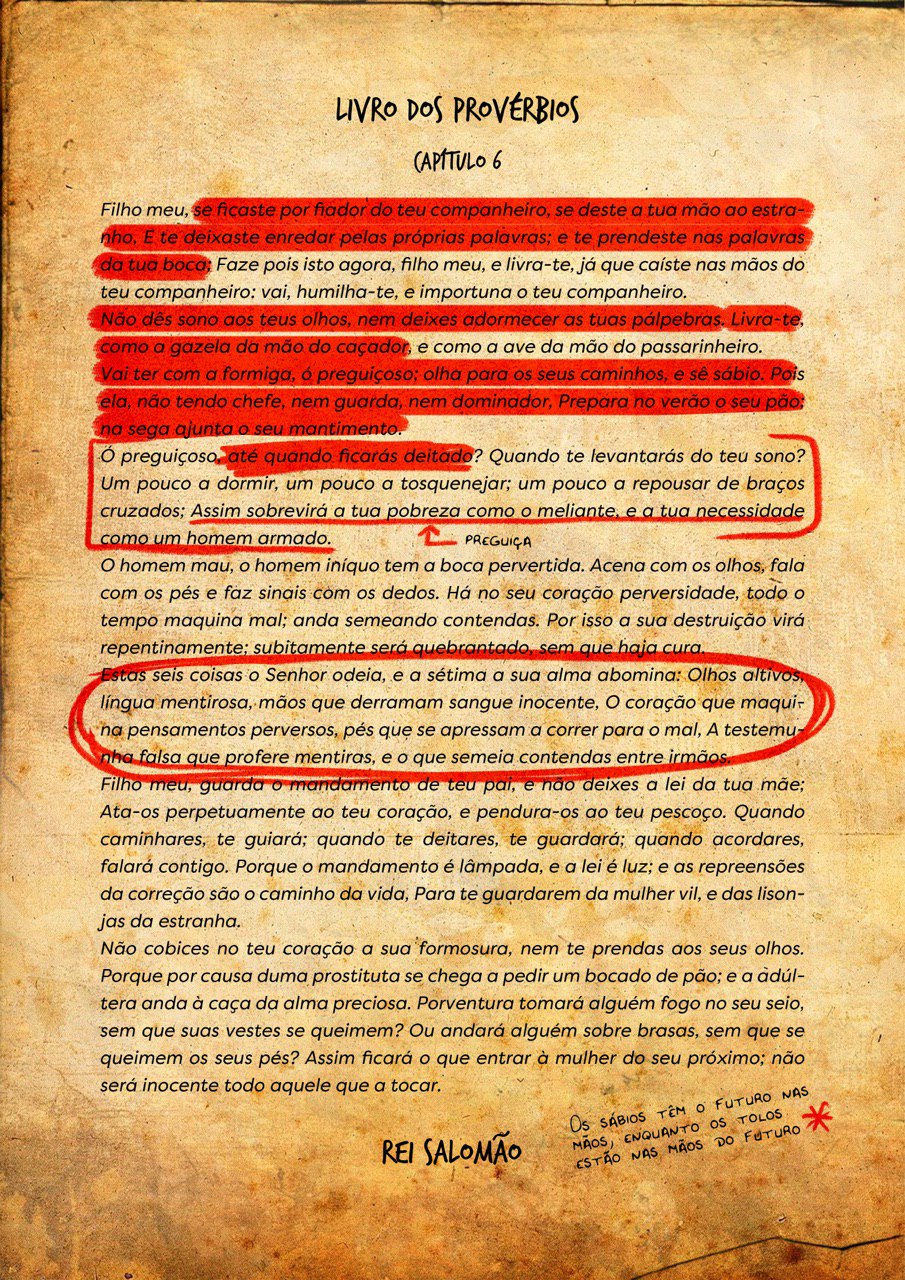 LIVRO DOS PROVÉRBIOS
CAPÍTULO 6
Filho meu, se ficaste por fiador do teu companheiro, se deste a tua mão ao estra-
nho, E te deixaste enredar pelas próprias palavras; e te prendeste nas palavras
da tua boca; Faze pois isto agora, filho meu, e livra-te, já que caíste nas mãos do
teu companheiro: vai, humilha-te, e importuna o teu companheiro.
Não dês sono aos teus olhos, nem deixes adormecer as tuas pálpebras. Livra-te,
como a gazela da mão do caçador, e como a ave da mão do passarinheiro.
Vai ter com a formiga, ó preguiçoso; olha para os seus caminhos, e sê sábio. Pois
ela, não tendo chefe, nem guarda, nem dominador, Prepara no verão o seu pão;
na sega ajunta o seu mantimento.
Ó preguiçoso, até quando ficarás deitado? Quando te levantarás do teu sono?
Um pouco a dormir, um pouco a tosquenejar; um pouco a repousar de braços
cruzados; Assim sobrevirá a tua pobreza como o meliante, e a tua necessidade
como um homem armado.
PREGUIÇA
O homem mau, o homem iníquo tem a boca pervertida. Acena com os olhos, fala
com os pés e faz sinais com os dedos. Há no seu coração perversidade, todo o
tempo maquina mal; anda semeando contendas. Por isso a sua destruição virá
repentinamente; subitamente será quebrantado, sem que haja cura.
Estas seis coisas o Senhor odeia, e a sétima a sua alma abomina: Olhos altivos,
língua mentirosa, mãos que derramam sangue inocente, O coração que maqui-
na pensamentos perversos, pés que se apressam a correr para o mal, A testemu-
nha falsa que profere mentiras, e o que semeia contendas entre irmãos.
Filho meu, guarda o mandamento de teu pai, e não deixes a lei da tua mãe;
Ata-os perpetuamente ao teu coração, e pendura-os ao teu pescoço. Quando
caminhares, te guiará; quando te deitares, te guardará; quando acordares,
falará contigo. Porque o mandamento é lâmpada, e a lei é luz; e as repreensões
da correção são o caminho da vida, Para te guardarem da mulher vil, e das lison-
jas da estranha.
Não cobices no teu coração a sua formosura, nem te prendas aos seus olhos.
Porque por causa duma prostituta se chega a pedir um bocado de pão; e a adúl-
tera anda à caça da alma preciosa. Porventura tomará alguém fogo no seu seio,
sem que suas vestes se queimem? Ou andará alguém sobre brasas, sem que se
queimem os seus pés? Assim ficará o que entrar à mulher do seu próximo; não
será inocente todo aquele que a tocar.
REI SALOMÃO
OS SÁBIOS TÊM O FUTURO NAS
MÃOS, ENQUANTO OS TOLOS
ESTÃO NAS MÃOS DO FUTURO